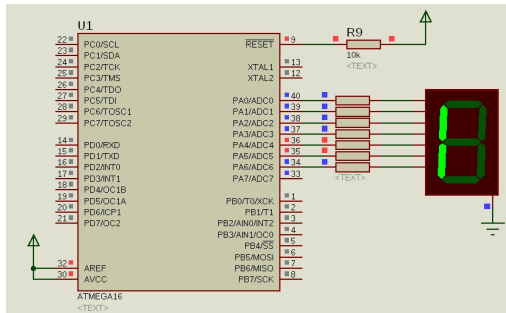 U1
22 PC0/SCL
23 PC1/SDA
24 PC2/TCK
25 PC3/TMS
26 PC4/TDO
27 PC5/TDI
28 PC6/TOSC1
29 PC7/TOSC2
14 PD0/RXD
15 PD1/TXD
16 PD2/INT0
17 PD3/INT1
18 PD4/OC1B
19 PD5/OC1A
20 PD6/ICP1
21 PD7/OC2
32 AREF
30 AVCC
RESET 9
XTAL1 13
XTAL2 12
PA0/ADC0 40
PA1/ADC1 39
PA2/ADC2 38
PA3/ADC3 37
PA4/ADC4 36
PA5/ADC5 35
PA6/ADC6 34
PA7/ADC7 33
PB0/T0/XCK 1
PB1/T1 2
PB2/AIN0/INT2 3
PB3/AIN1/OC0 4
PB4/SS 5
PB5/MOSI 6
PB6/MISO 7
PB7/SCK 8
ATMEGA16
<TEXT>
R9
10k
<TEXT>
<TEXT>